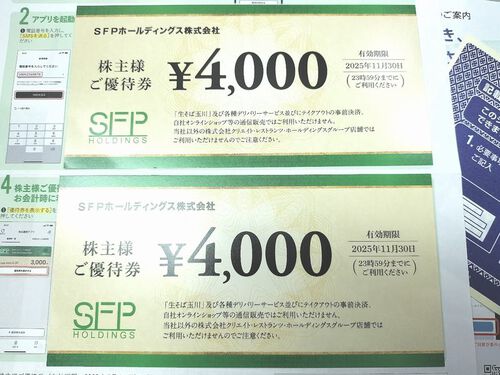 2 アプリを起動
SFPホールディングス株式会社
株主様
ご優待券
¥4,000
有効期限
2025年11月30日
(23時59分までに
ご利用ください)
SFP
HOLDINGS
「生そば玉川」及び各種デリバリーサービス並びにテイクアウトの事前決済、
自社オンラインショップ等の通信販売ではご利用いただけません。
当社以外の株式会社クリエイト・レストランツ・ホールディングスグループ店舗では
ご利用いただけませんのでご注意ください。
ご案内
4 株主様ご優
お会計時に
3,000
SFPホールディングス株式会社
株主様
ご優待券
¥4,000
有効期限
2025年11月30日
(23時59分までに
ご利用ください)
SFP
HOLDINGS
「生そば玉川」及び各種デリバリーサービス並びにテイクアウトの事前決済、
自社オンラインショップ等の通信販売ではご利用いただけません。
当社以外の株式会社クリエイト・レストランツ・ホールディングスグループ店舗では
ご利用いただけませんのでご注意ください。
1. 必要事
ご記入